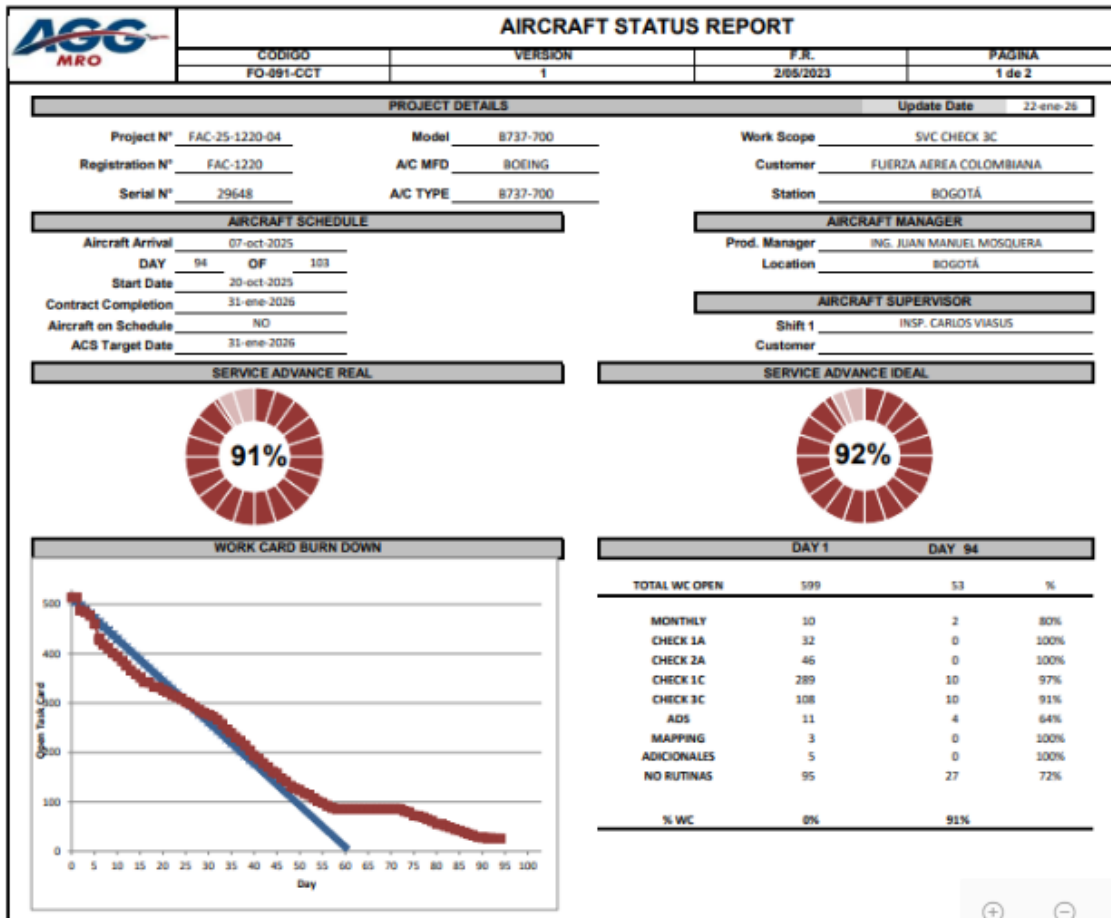 AGG
MRO
AIRCRAFT STATUS REPORT
CODIGO VERSION F.R. PAGINA
FO-091-CCT 1 2/05/2023 1 de 2
PROJECT DETAILS Update Date 22-ene-26
Project N° FAC-25-1220-04 Model B737-700 Work Scope SVC CHECK 3C
Registration N° FAC-1220 A/C MFD BOEING Customer FUERZA AEREA COLOMBIANA
Serial N° 29648 A/C TYPE B737-700 Station BOGOTÁ
AIRCRAFT SCHEDULE AIRCRAFT MANAGER
Aircraft Arrival 07-oct-2025 Prod. Manager ING. JUAN MANUEL MOSQUERA
DAY 94 OF 103 Location BOGOTÁ
Start Date 20-oct-2025
Contract Completion 31-ene-2026 AIRCRAFT SUPERVISOR
Aircraft on Schedule NO Shift 1 INSP. CARLOS VIASUS
ACS Target Date 31-ene-2026 Customer
SERVICE ADVANCE REAL SERVICE ADVANCE IDEAL
91% 92%
WORK CARD BURN DOWN DAY 1 DAY 94
TOTAL WC OPEN 599 53 %
MONTHLY 10 2 80%
CHECK 1A 32 0 100%
CHECK 2A 46 0 100%
CHECK 1C 289 10 97%
CHECK 3C 108 10 91%
ADS 11 4 64%
MAPPING 3 0 100%
ADICIONALES 5 0 100%
NO RUTINAS 95 27 72%
% WC 0% 91%
500
400
300
200
100
0
Open Task Card
0 5 10 15 20 25 30 35 40 45 50 55 60 65 70 75 80 85 90 95 100
Day